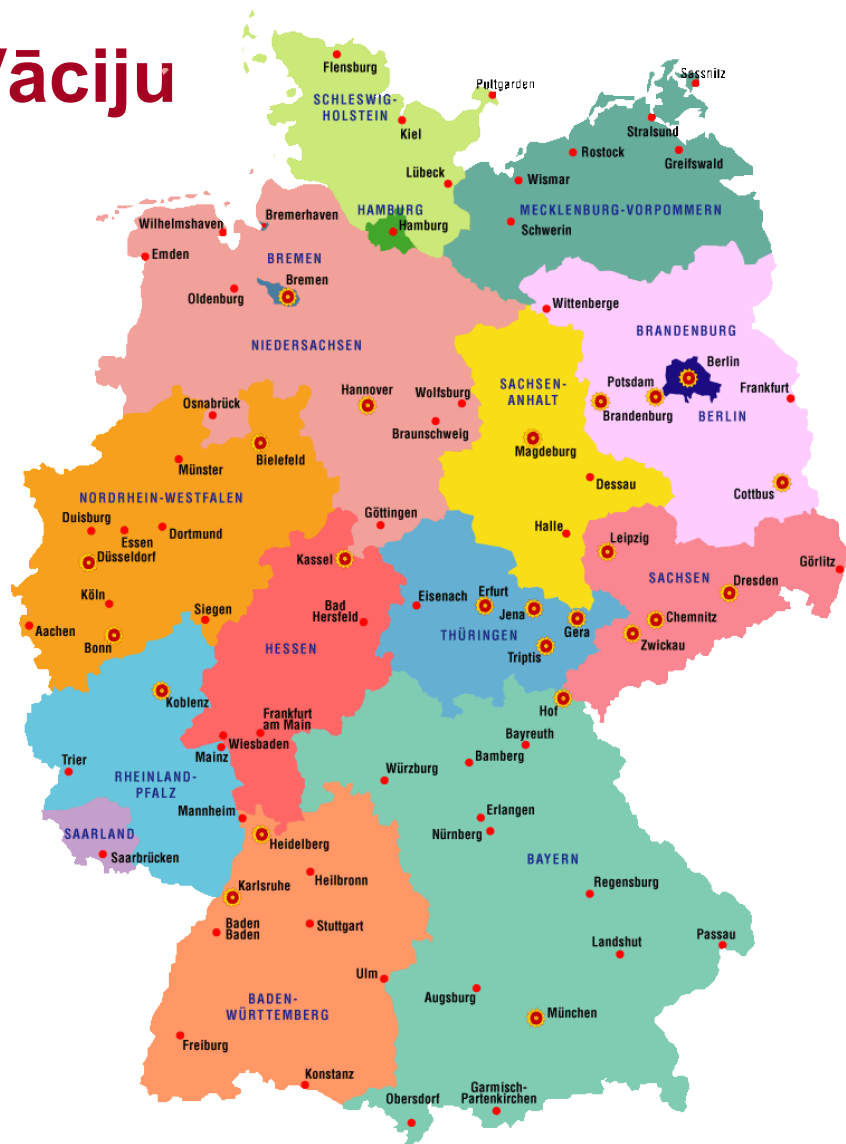 Vāciju
Flensburg
Puttgarden
Sassnitz
SCHLESWIG-
HOLSTEIN
Kiel
Stralsund
Rostock
Greifswald
Lübeck
Wismar
HAMBURG
Hamburg
MECKLENBURG-VORPOMMERN
Schwerin
Bremerhaven
Wilhelmshaven
Emden
BREMEN
Bremen
Oldenburg
Wittenberge
BRANDENBURG
NIEDERSACHSEN
Berlin
Hannover
Wolfsburg
SACHSEN-
ANHALT
Potsdam
Frankfurt
Osnabrück
Brandenburg
BERLIN
Braunschweig
Magdeburg
Bielefeld
Münster
Dessau
Cottbus
NORDRHEIN-WESTFALEN
Göttingen
Duisburg
Essen
Dortmund
Halle
Leipzig
Düsseldorf
Kassel
Görlitz
SACHSEN
Dresden
Köln
Eisenach
Erfurt
Siegen
Bad
Hersfeld
Jena
Chemnitz
Aachen
Gera
THÜRINGEN
Bonn
HESSEN
Triptis
Zwickau
Koblenz
Hof
Frankfurt
am Main
Bayreuth
Wiesbaden
Mainz
Trier
Bamberg
RHEINLAND-
PFALZ
Würzburg
Mannheim
Erlangen
SAARLAND
Nürnberg
Heidelberg
Saarbrücken
BAYERN
Heilbronn
Karlsruhe
Regensburg
Baden
Baden
Stuttgart
Passau
Landshut
Ulm
BADEN-
WÜRTTEMBERG
Augsburg
München
Freiburg
Konstanz
Obersdorf
Garmisch-
Partenkirchen